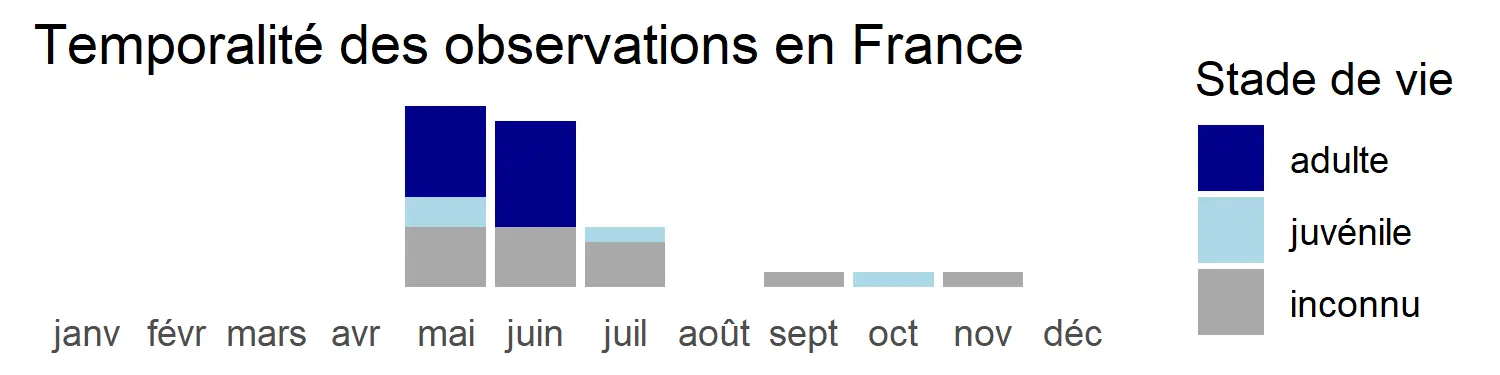 Temporalité des observations en France
janv févr mars avr mai juin juil août sept oct nov déc
Stade de vie
adulte
juvénile
inconnu